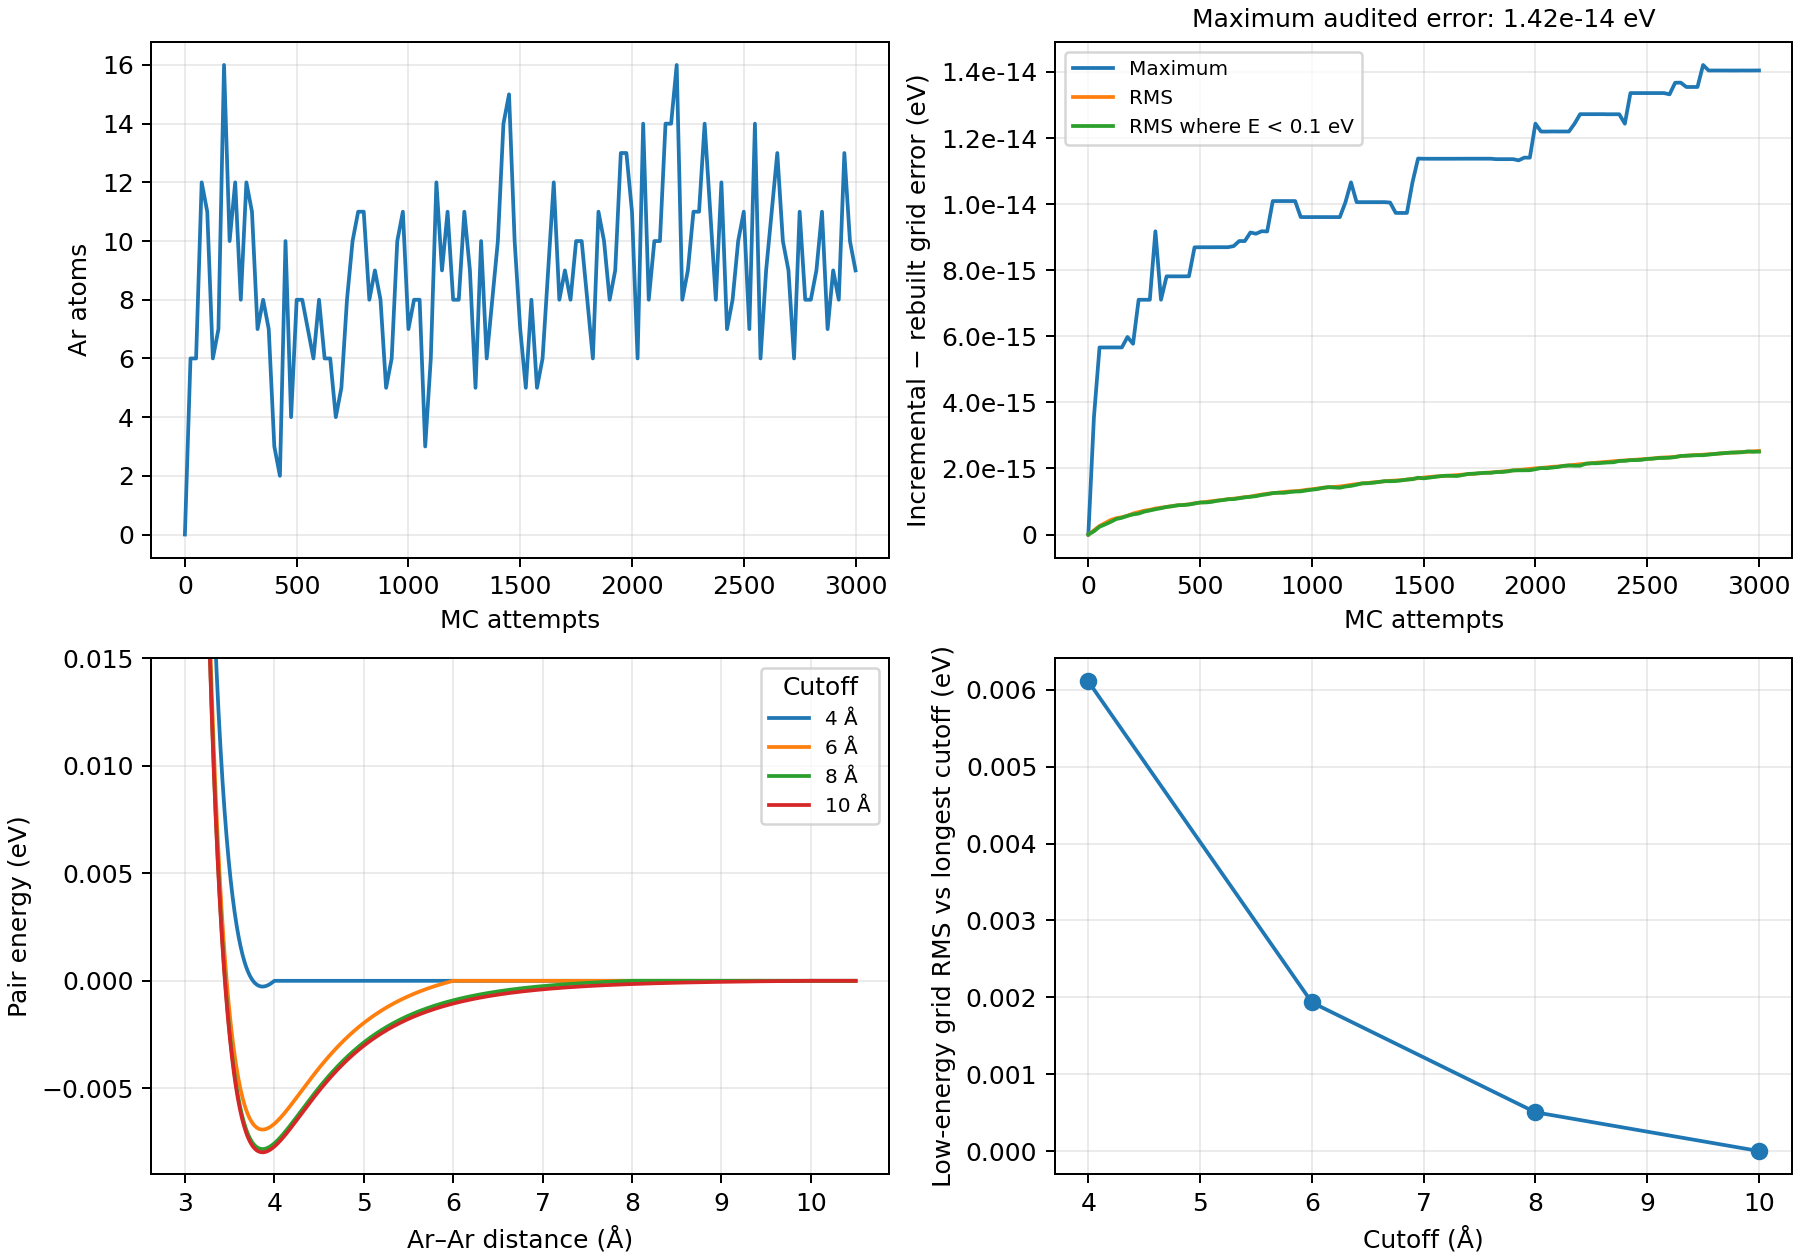 Ar atoms
16
14
12
10
8
6
4
2
0
0 500 1000 1500 2000 2500 3000
MC attempts
Maximum audited error: 1.42e-14 eV
Incremental − rebuilt grid error (eV)
1.4e-14
1.2e-14
1.0e-14
8.0e-15
6.0e-15
4.0e-15
2.0e-15
0
Maximum
RMS
RMS where E < 0.1 eV
0 500 1000 1500 2000 2500 3000
MC attempts
Pair energy (eV)
0.015
0.010
0.005
0.000
−0.005
Cutoff
4 Å
6 Å
8 Å
10 Å
3 4 5 6 7 8 9 10
Ar–Ar distance (Å)
Low-energy grid RMS vs longest cutoff (eV)
0.006
0.005
0.004
0.003
0.002
0.001
0.000
4 5 6 7 8 9 10
Cutoff (Å)